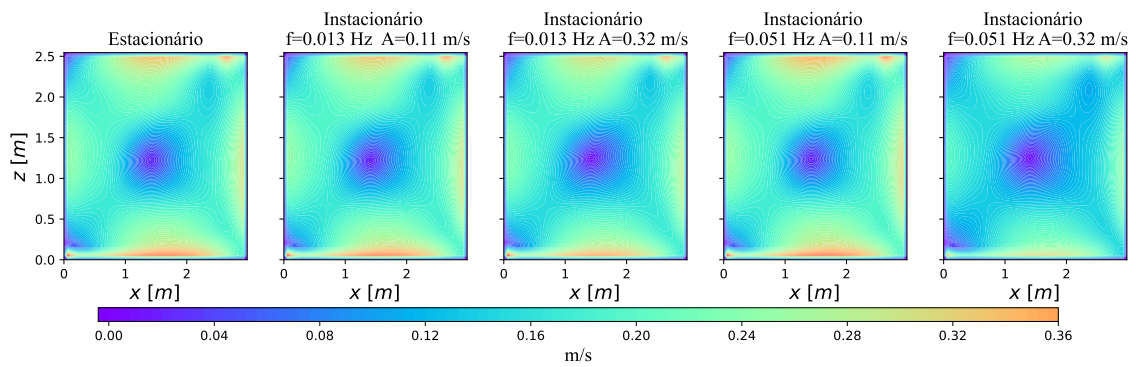 Estacionário
Instacionário
f=0.013 Hz  A=0.11 m/s
Instacionário
f=0.013 Hz A=0.32 m/s
Instacionário
f=0.051 Hz A=0.11 m/s
Instacionário
f=0.051 Hz A=0.32 m/s
2.5
2.0
1.5
1.0
0.5
0.0
z [m]
0 1 2
0 1 2
0 1 2
0 1 2
0 1 2
x [m]
x [m]
x [m]
x [m]
x [m]
0.00 0.04 0.08 0.12 0.16 0.20 0.24 0.28 0.32 0.36
m/s